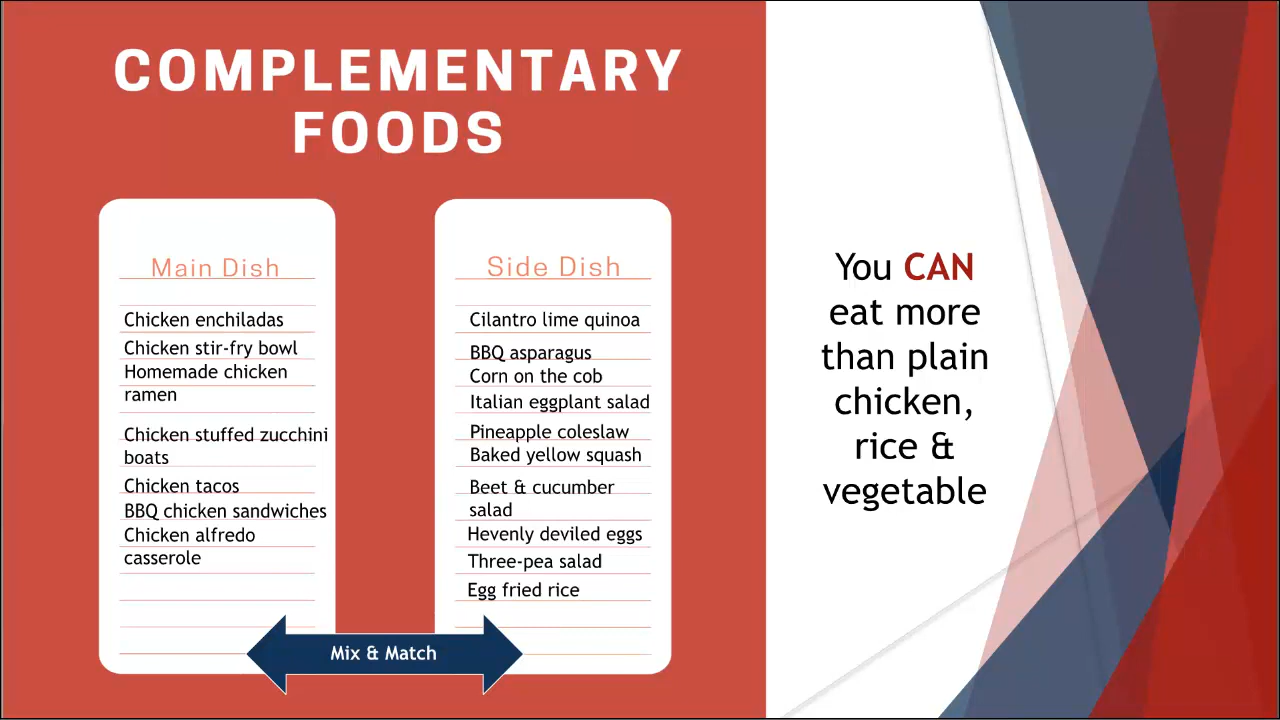 COMPLEMENTARY
FOODS
Main Dish
Chicken enchiladas
Chicken stir-fry bowl
Homemade chicken
ramen
Chicken stuffed zucchini
boats
Chicken tacos
BBQ chicken sandwiches
Chicken alfredo
casserole
Side Dish
Cilantro lime quinoa
BBQ asparagus
Corn on the cob
Italian eggplant salad
Pineapple coleslaw
Baked yellow squash
Beet & cucumber
salad
Hevenly deviled eggs
Three-pea salad
Egg fried rice
Mix & Match
You CAN
eat more
than plain
chicken,
rice &
vegetable